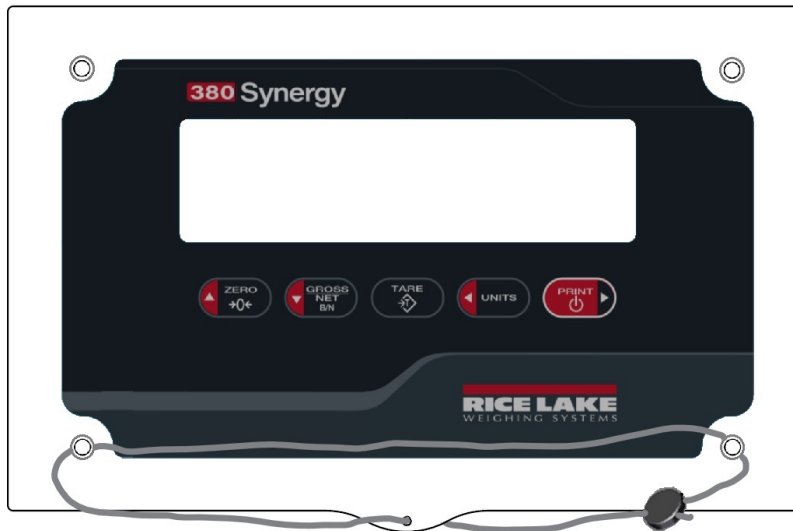 380 Synergy
ZERO
→0←
GROSS
NET
B/N
TARE
→T←
UNITS
PRINT
RICE LAKE
WEIGHING SYSTEMS